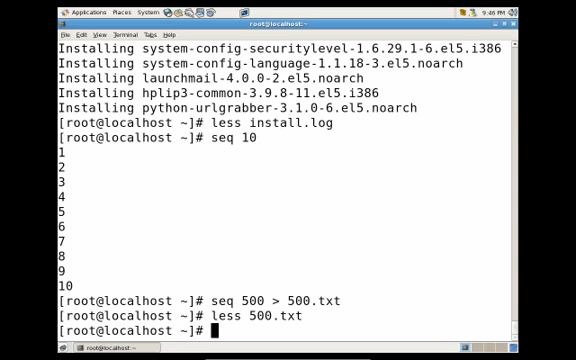 Applications Places System 9:46 PM
root@localhost:~
File Edit View Terminal Tabs Help
Installing system-config-securitylevel-1.6.29.1-6.el5.i386
Installing system-config-language-1.1.18-3.el5.noarch
Installing launchmail-4.0.0-2.el5.noarch
Installing hplip3-common-3.9.8-11.el5.i386
Installing python-urlgrabber-3.1.0-6.el5.noarch
[root@localhost ~]# less install.log
[root@localhost ~]# seq 10
1
2
3
4
5
6
7
8
9
10
[root@localhost ~]# seq 500 > 500.txt
[root@localhost ~]# less 500.txt
[root@localhost ~]#
root@localhost:~